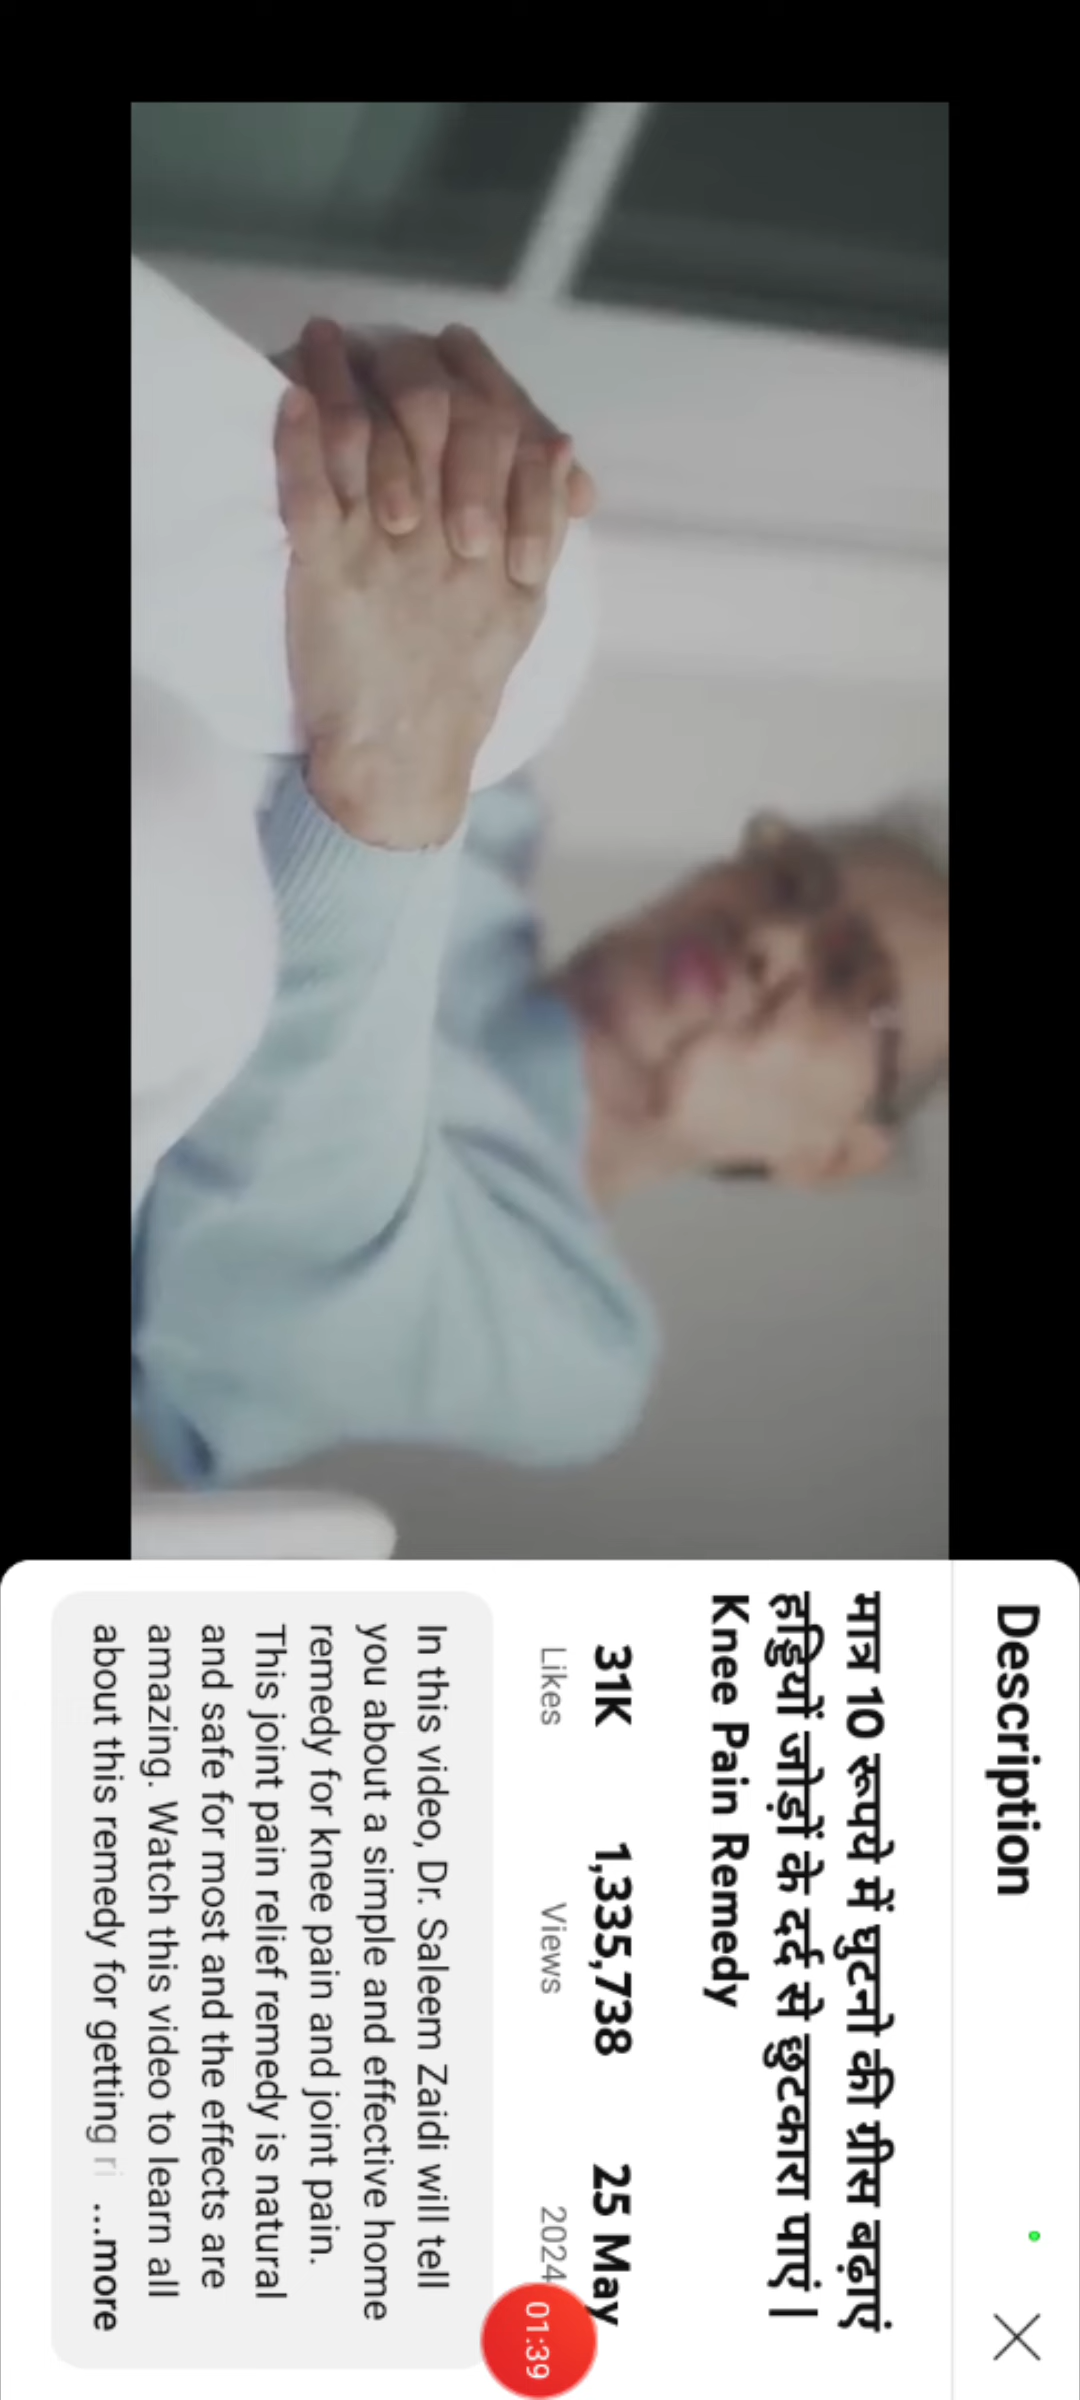 Description
मात्र 10 रूपये में घुटनो की ग्रीस बढ़ाएं
हड्डियों जोड़ों के दर्द से छुटकारा पाएं |
Knee Pain Remedy
31K 1,335,738 25 May
Likes Views 2024
01:39
In this video, Dr. Saleem Zaidi will tell
you about a simple and effective home
remedy for knee pain and joint pain.
This joint pain relief remedy is natural
and safe for most and the effects are
amazing. Watch this video to learn all
about this remedy for getting ri ...more